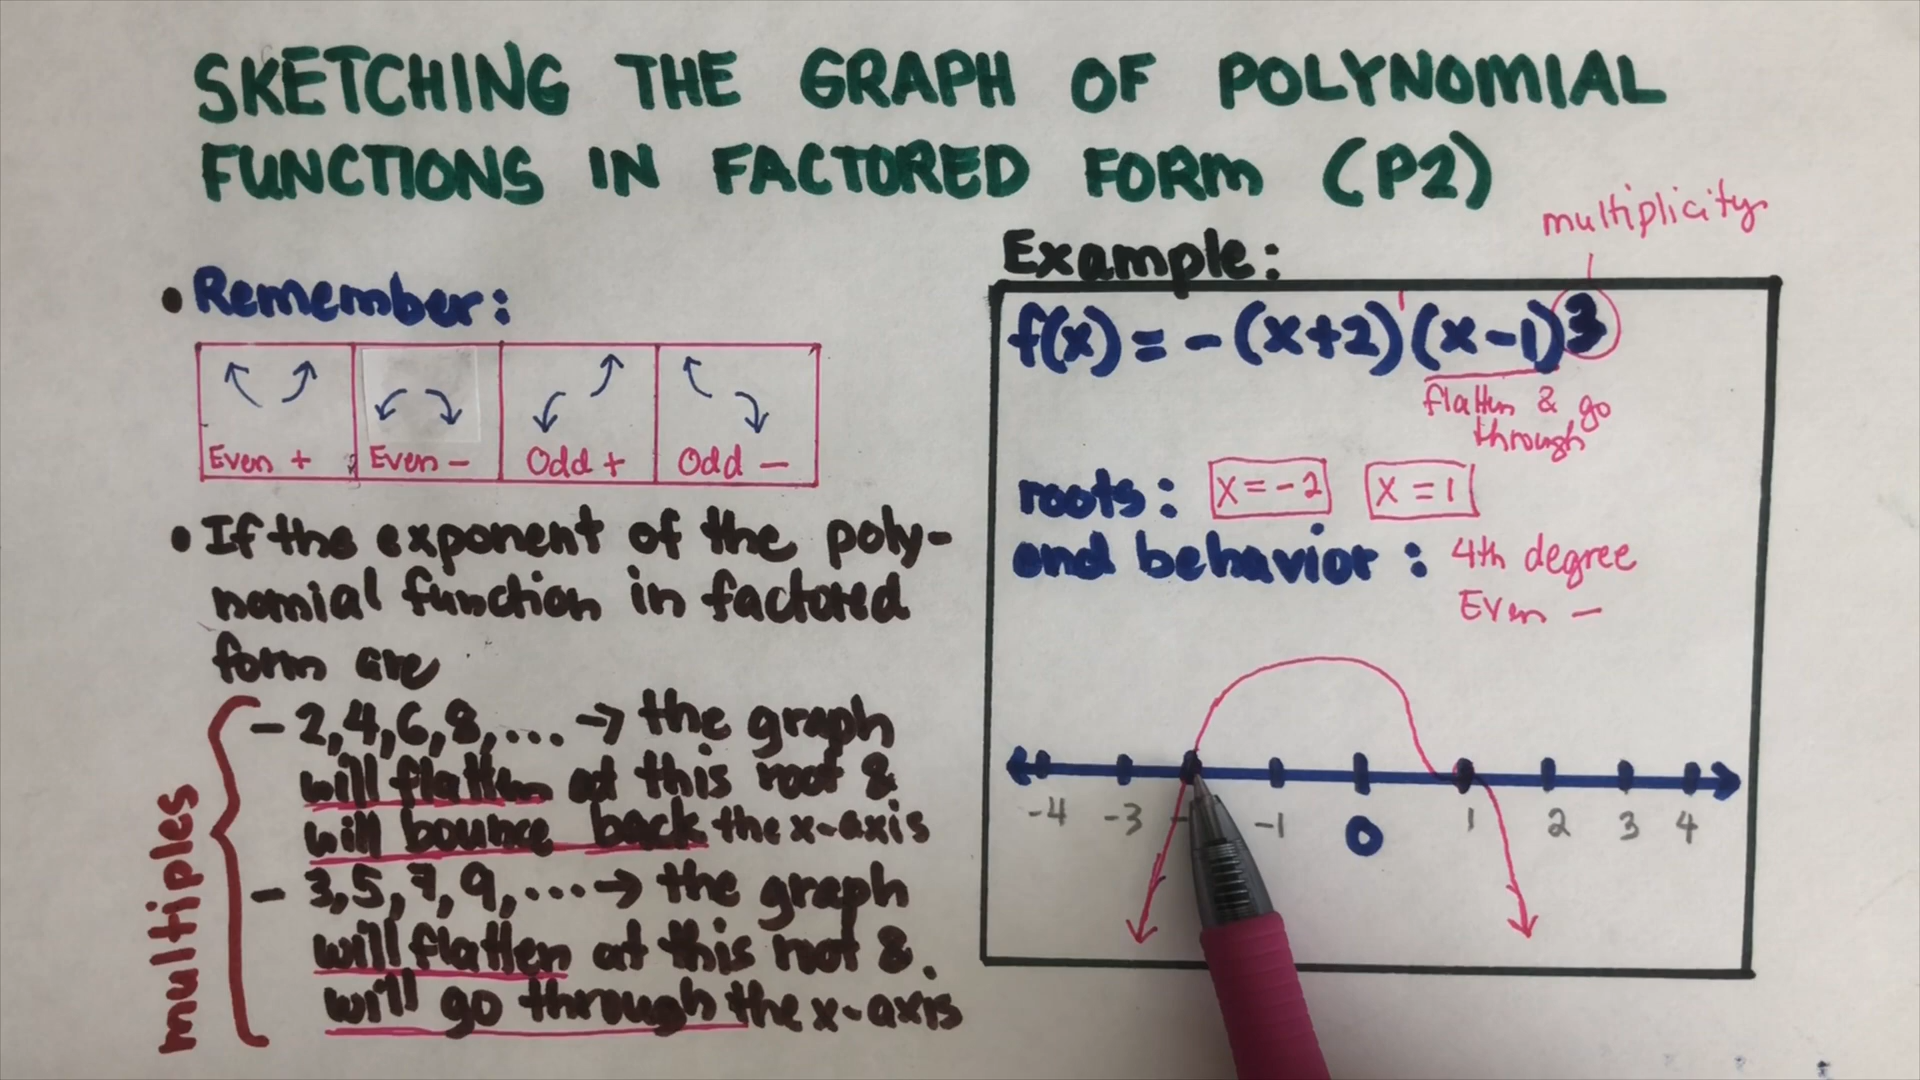 SKETCHING THE GRAPH OF POLYNOMIAL
FUNCTIONS IN FACTORED FORM (P2)
multiplicity
• Remember:
Even + Even - Odd + Odd -
• If the exponent of the poly-
nomial function in factored
form are
multiples
- 2,4,6,8,... → the graph
will flatten at this root &
will bounce back the x-axis
- 3,5,7,9,... → the graph
will flatten at this root &
will go through the x-axis
Example:
f(x) = -(x+2)¹(x-1)³
flatten & go
through
roots: x=-2 x=1
end behavior: 4th degree
Even -
-4 -3 - -1 0 1 2 3 4